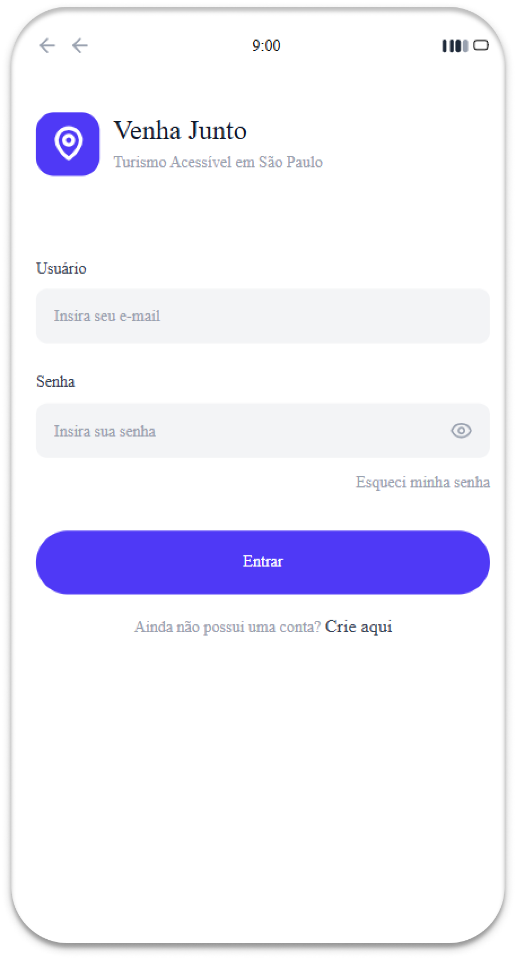 9:00
Venha Junto
Turismo Acessível em São Paulo
Usuário
Insira seu e-mail
Senha
Insira sua senha
Esqueci minha senha
Entrar
Ainda não possui uma conta? Crie aqui